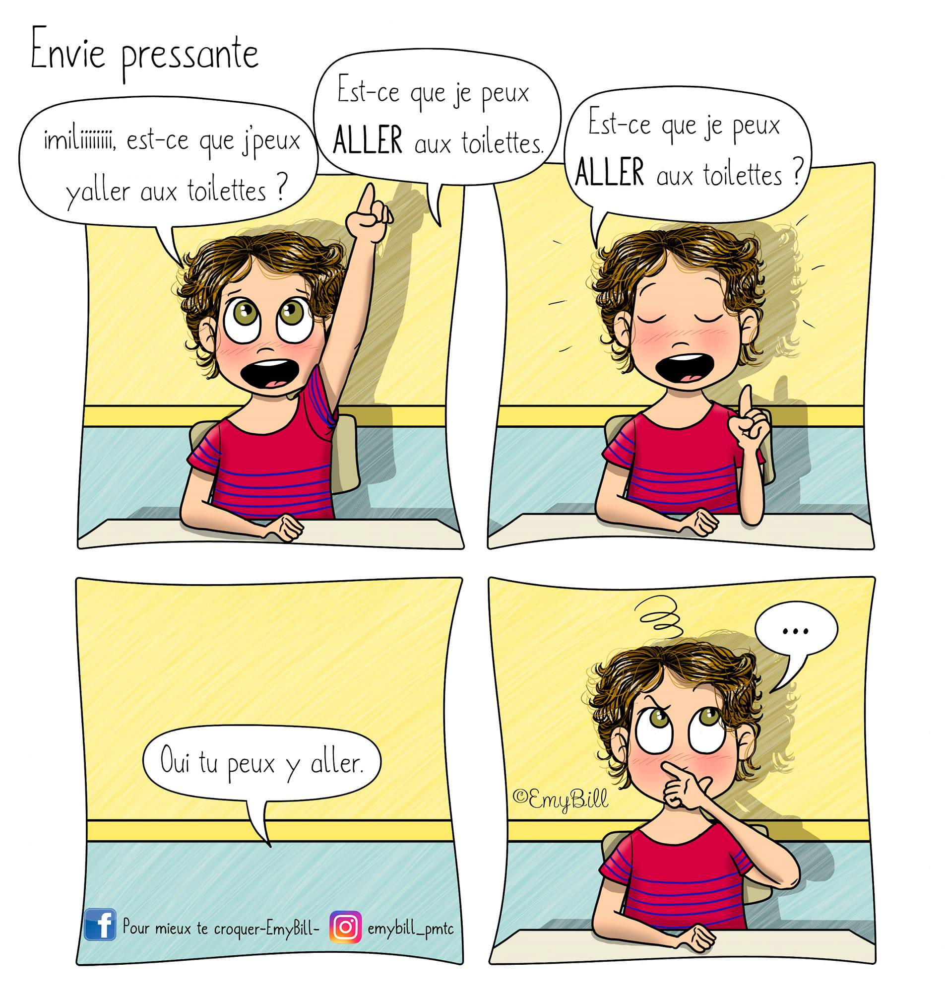 Envie pressante
imiliiiiiiiii, est-ce que j'peux
yaller aux toilettes ?
Est-ce que je peux
ALLER aux toilettes.
Est-ce que je peux
ALLER aux toilettes ?
Oui tu peux y aller.
Pour mieux te croquer-EmyBill-
emybill_pmtc
...
©EmyBill